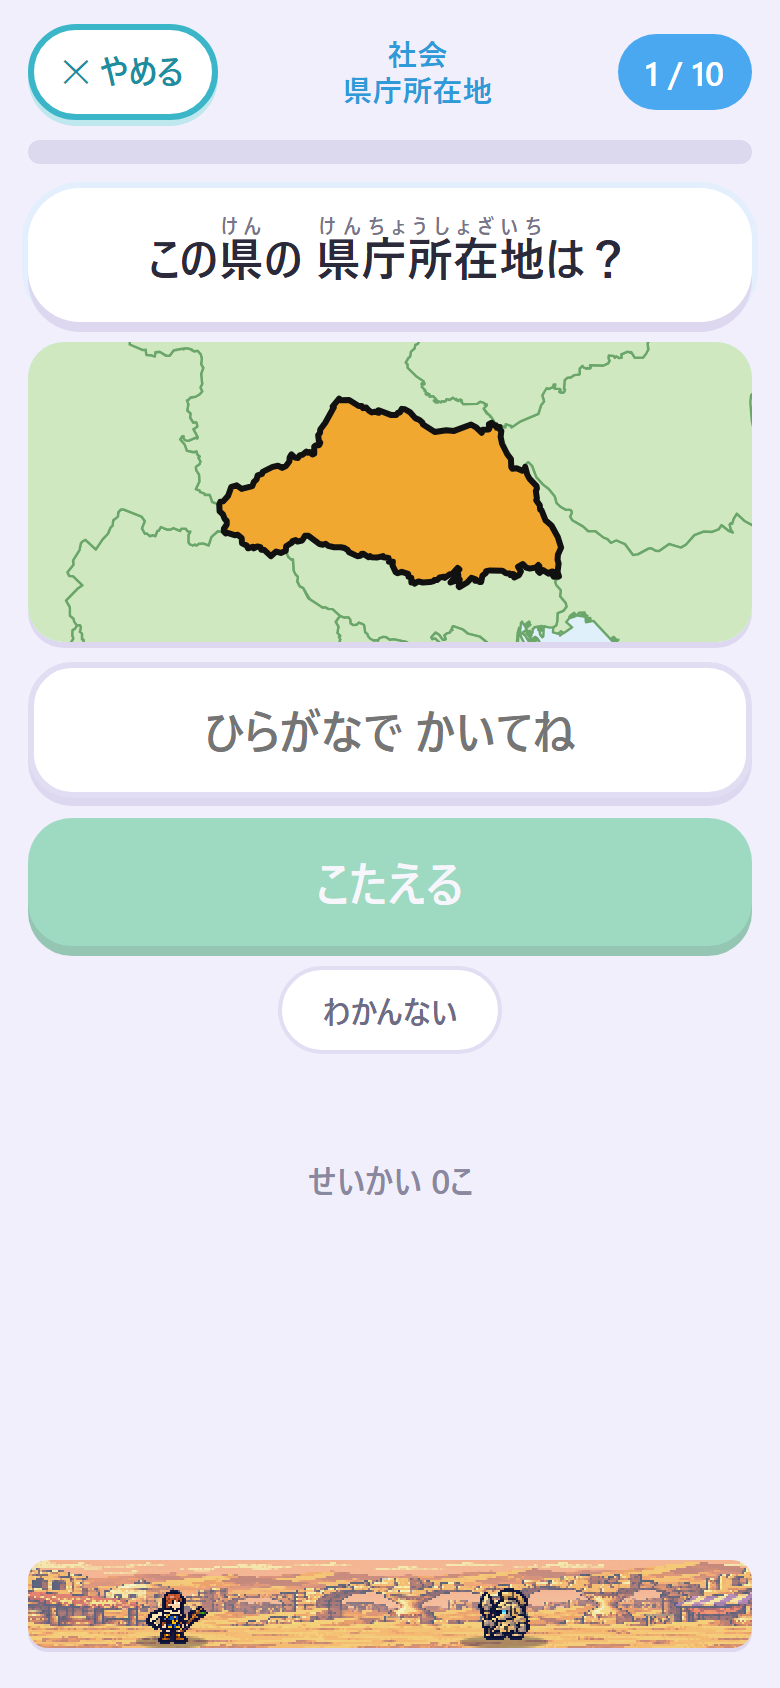 × やめる
社会
県庁所在地
1 / 10
けん けんちょうしょざいち
この県の 県庁所在地は？
ひらがなで かいてね
こたえる
わかんない
せいかい 0こ